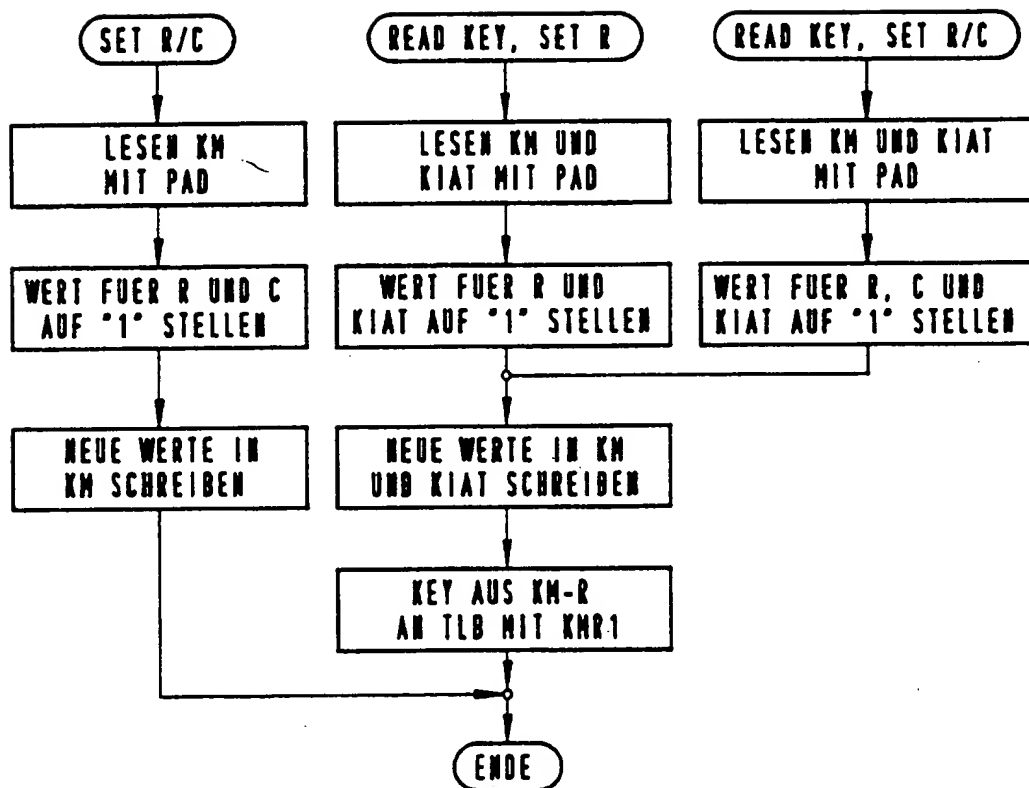 SET R/C
READ KEY, SET R
READ KEY, SET R/C
LESEN KM
MIT PAD
LESEN KM UND
KIAT MIT PAD
LESEN KM UND KIAT
MIT PAD
WERT FUER R UND C
AUF "1" STELLEN
WERT FUER R UND
KIAT AUF "1" STELLEN
WERT FUER R, C UND
KIAT AUF "1" STELLEN
NEUE WERTE IN
KM SCHREIBEN
NEUE WERTE IN KM
UND KIAT SCHREIBEN
KEY AUS KM-R
AN TLB MIT KMR1
ENDE